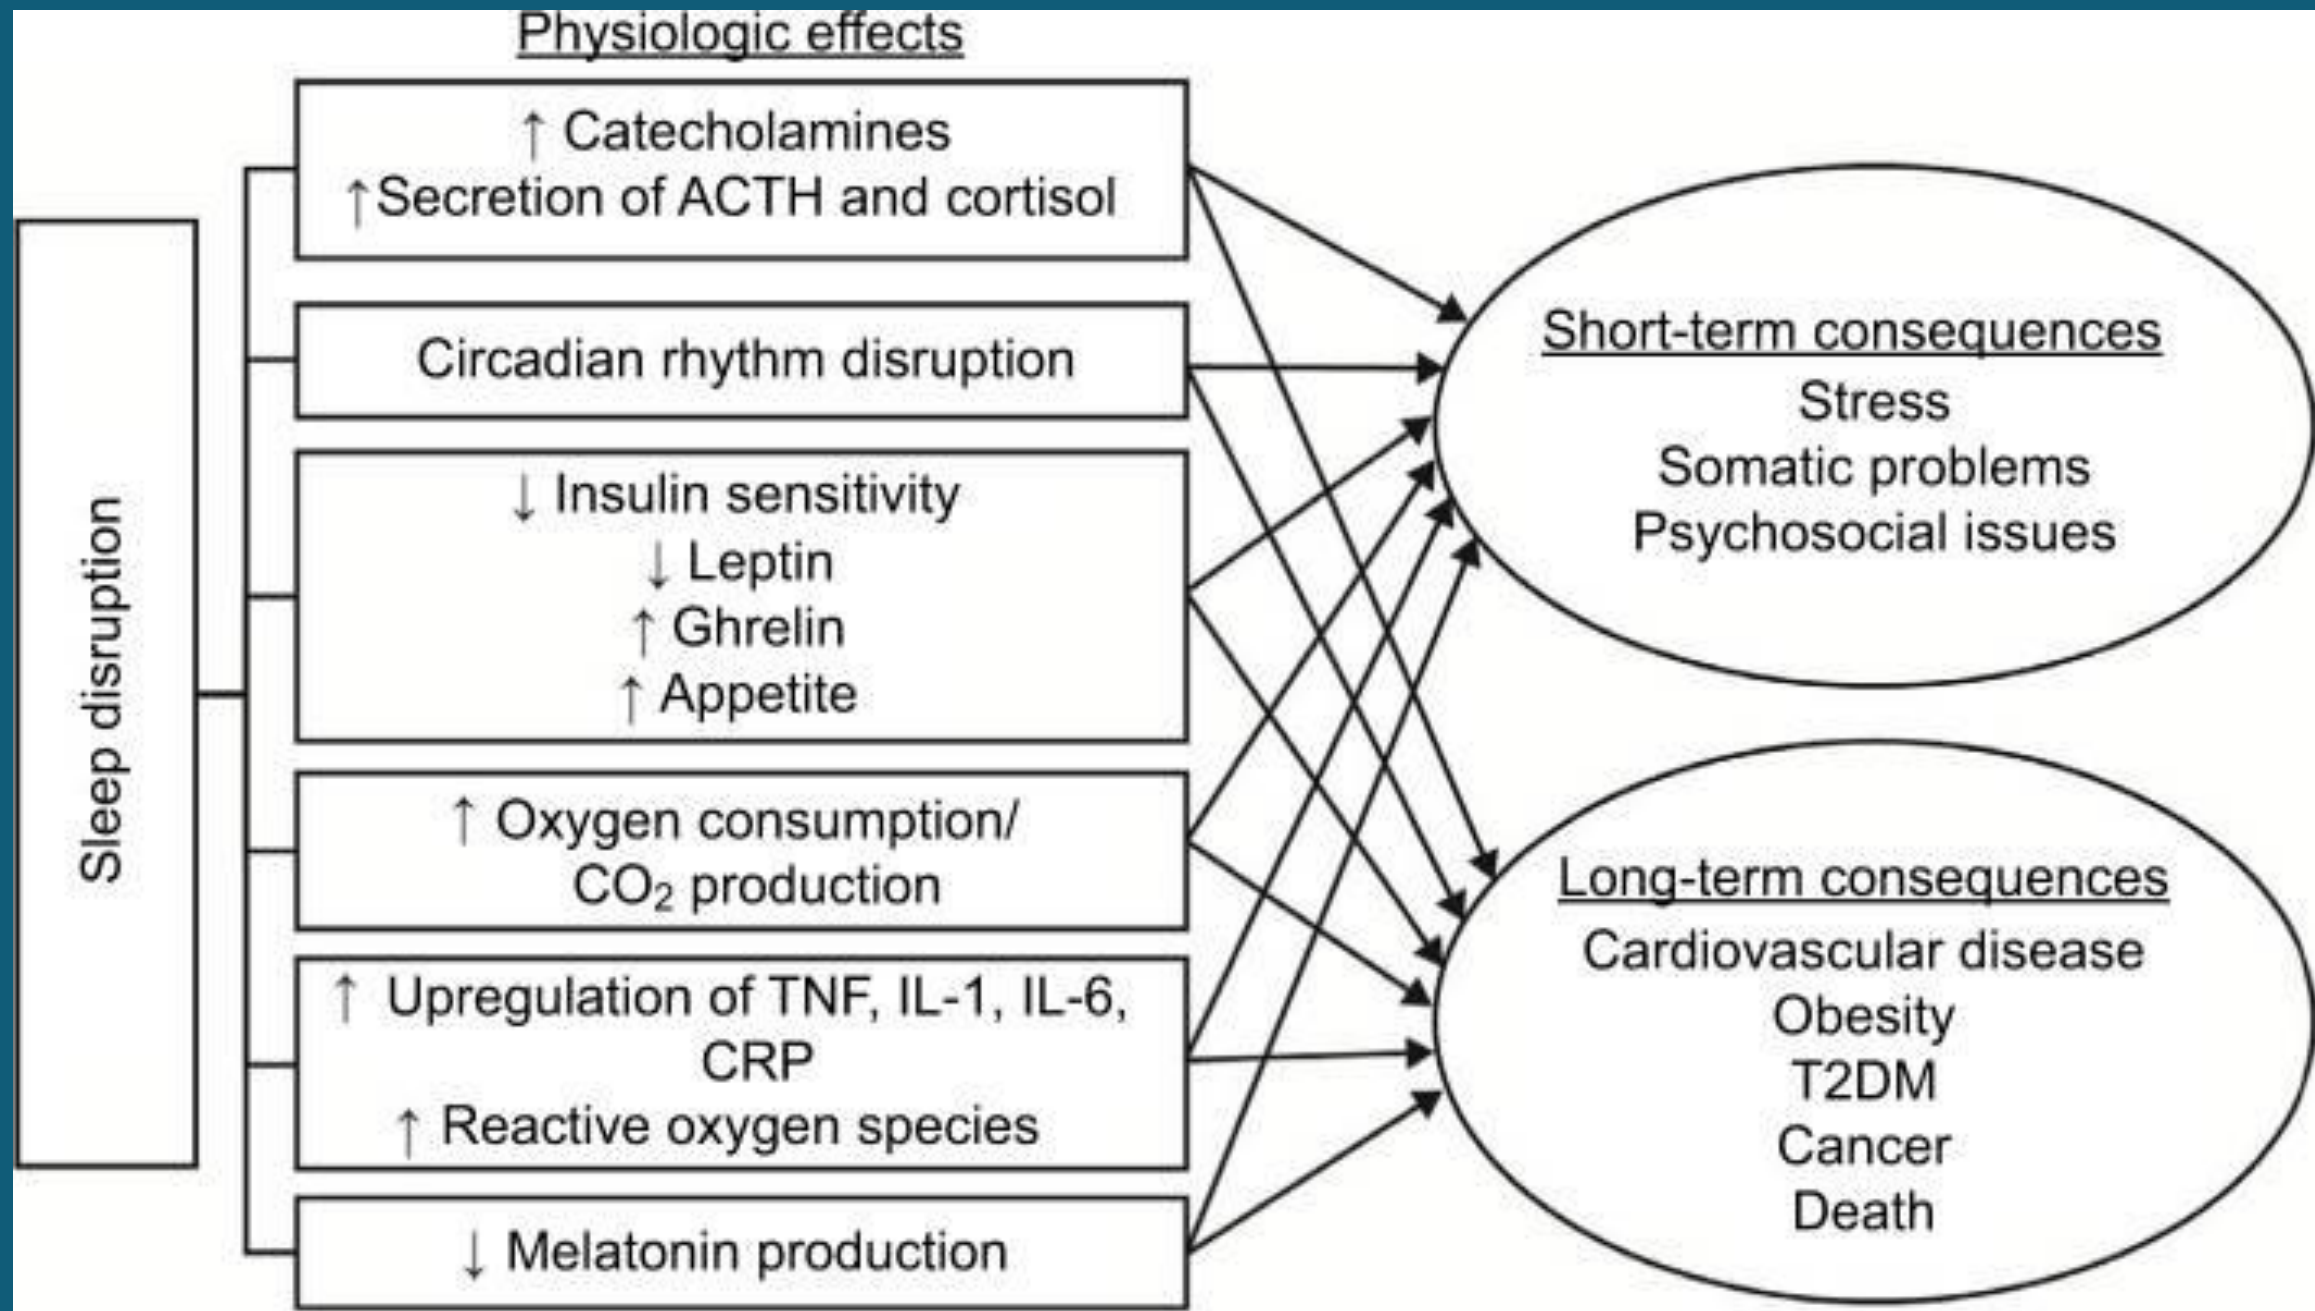 Physiologic effects
Sleep disruption
↑ Catecholamines
↑Secretion of ACTH and cortisol
Circadian rhythm disruption
↓ Insulin sensitivity
↓ Leptin
↑ Ghrelin
↑ Appetite
↑ Oxygen consumption/
CO₂ production
↑ Upregulation of TNF, IL-1, IL-6,
CRP
↑ Reactive oxygen species
↓ Melatonin production
Short-term consequences
Stress
Somatic problems
Psychosocial issues
Long-term consequences
Cardiovascular disease
Obesity
T2DM
Cancer
Death